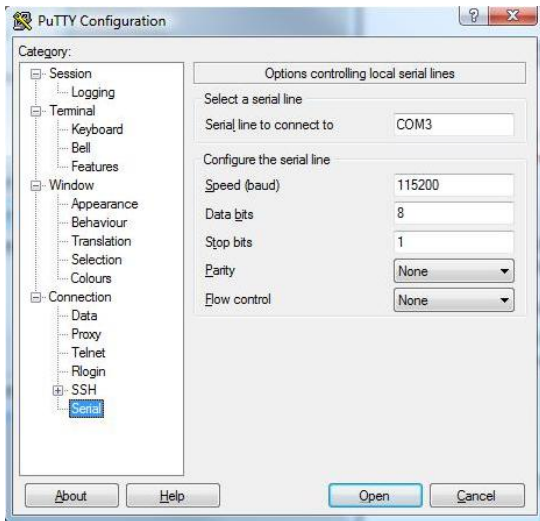 PuTTY Configuration
Category:
Session
Logging
Terminal
Keyboard
Bell
Features
Window
Appearance
Behaviour
Translation
Selection
Colours
Connection
Data
Proxy
Telnet
Rlogin
SSH
Serial
Options controlling local serial lines
Select a serial line
Serial line to connect to COM3
Configure the serial line
Speed (baud) 115200
Data bits 8
Stop bits 1
Parity None
Flow control None
About Help Open Cancel